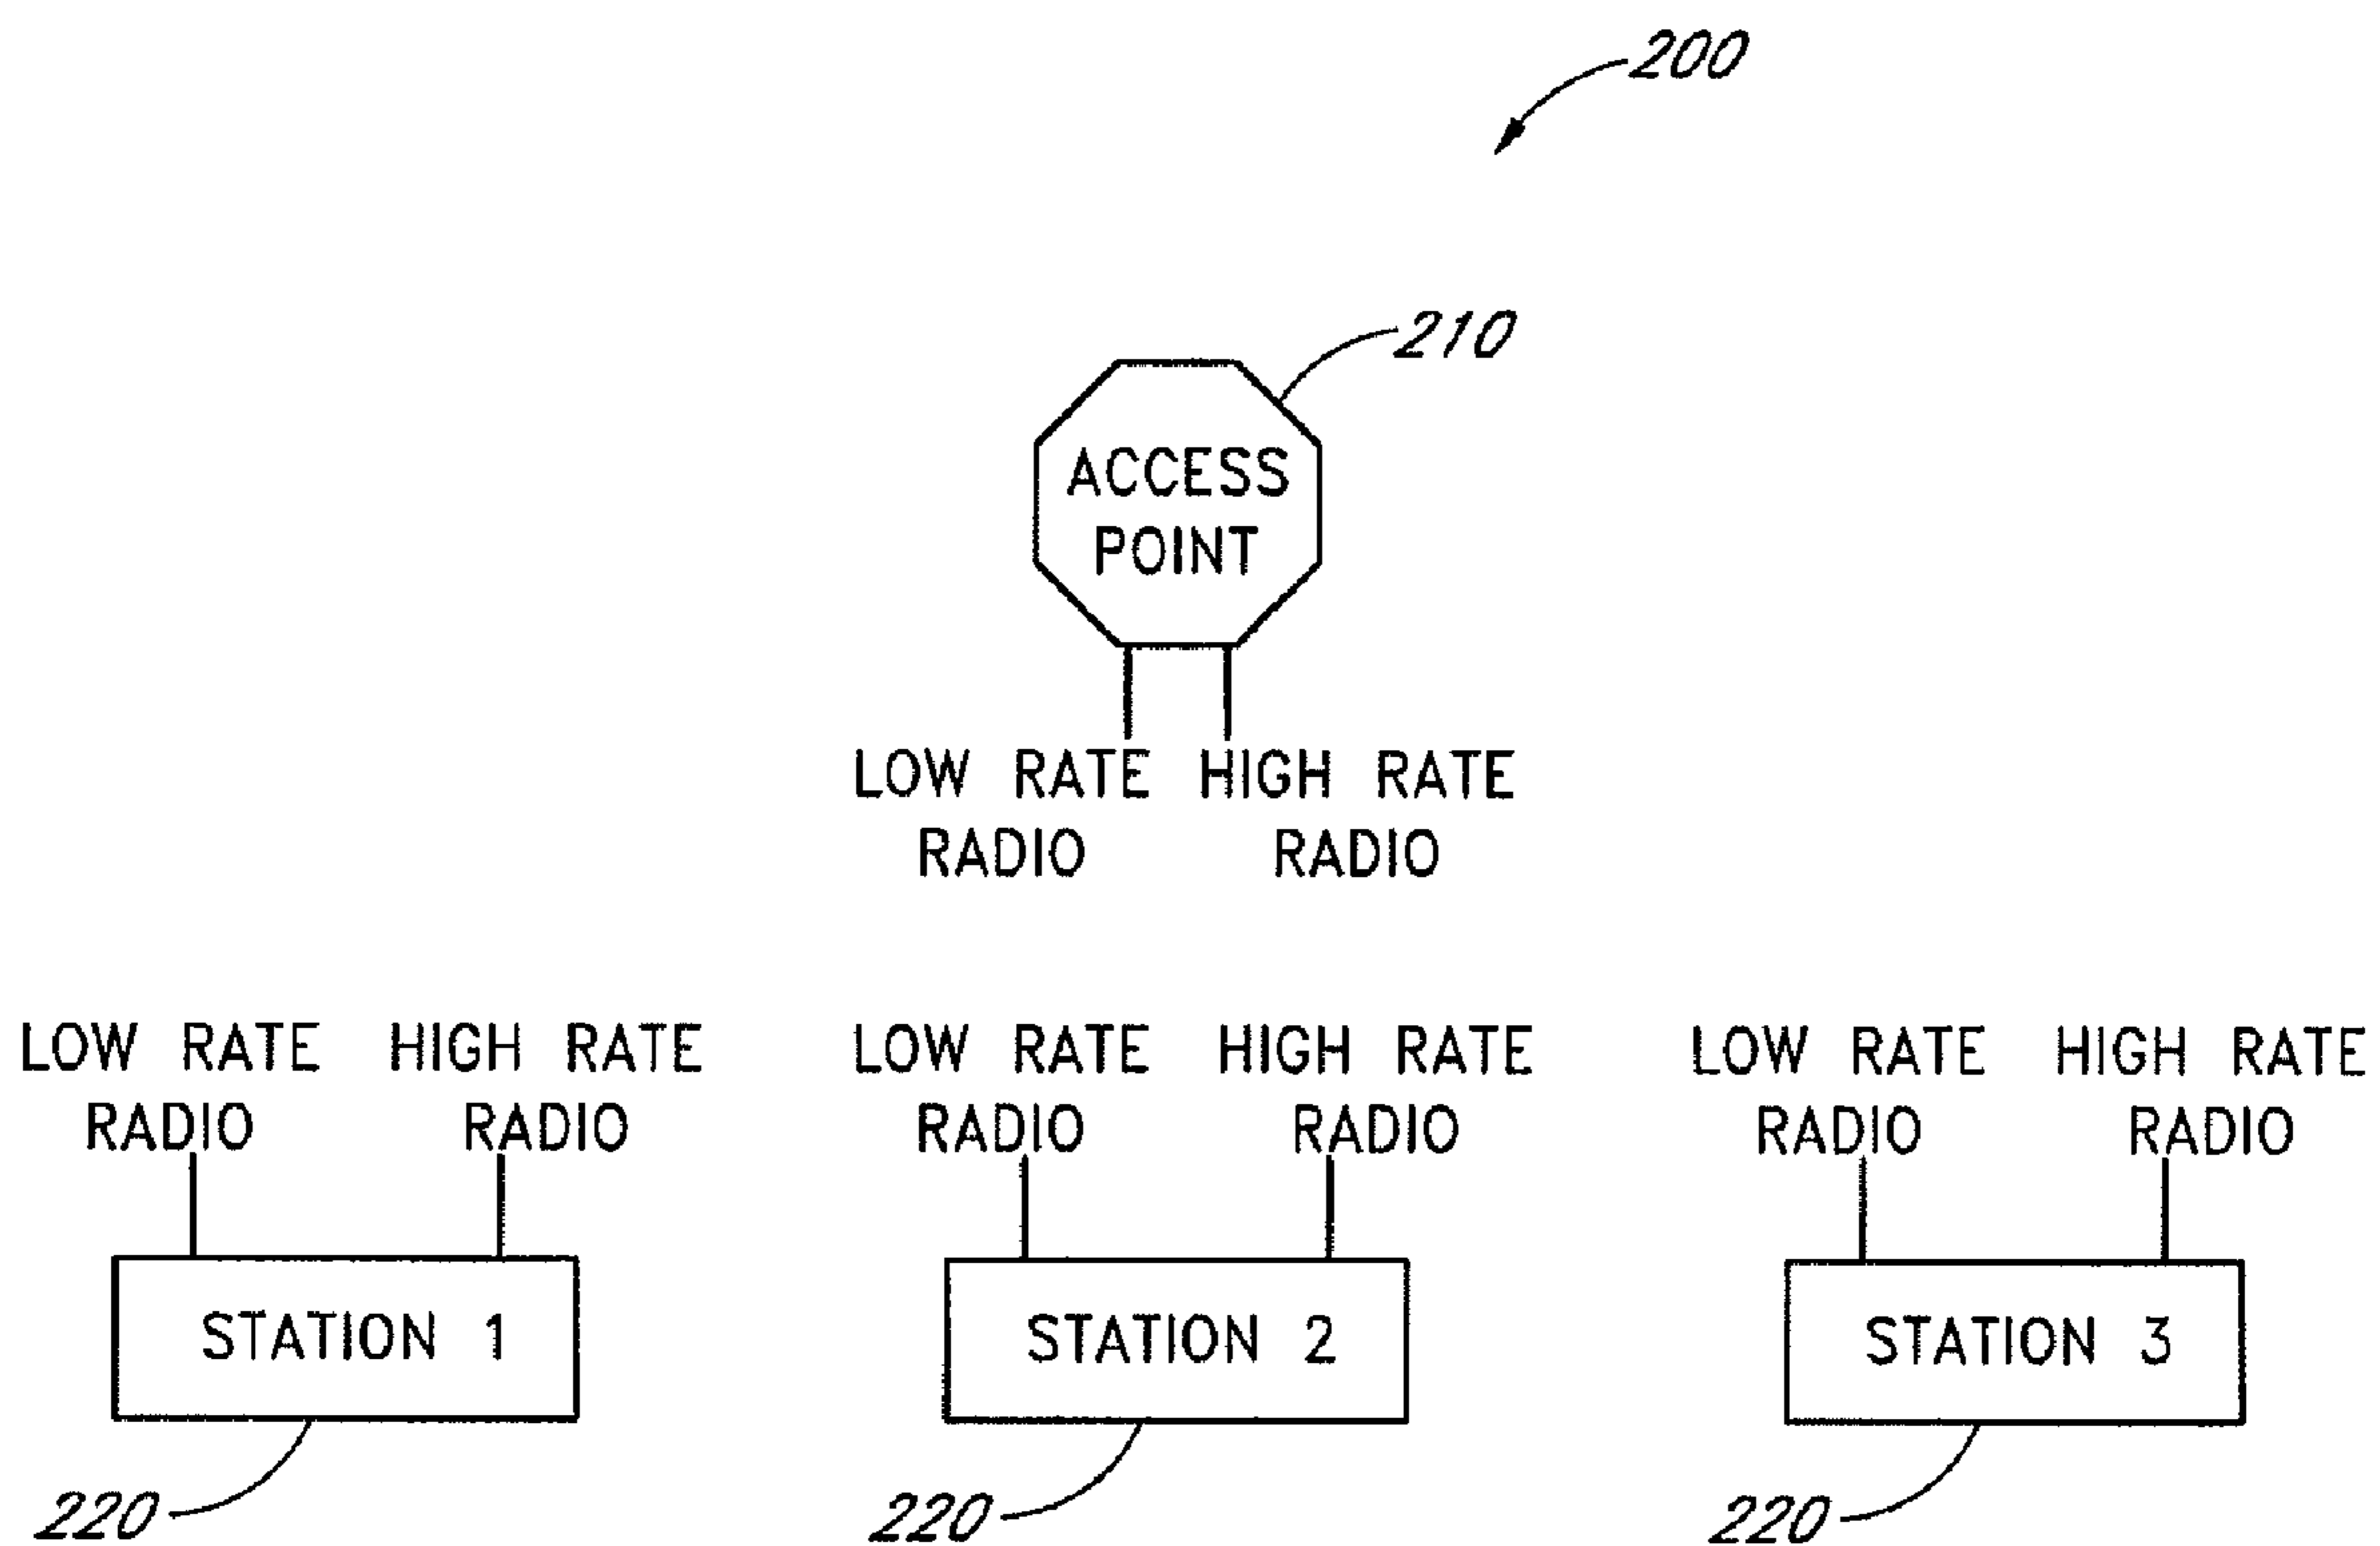 200
210
ACCESS
POINT
LOW RATE HIGH RATE
RADIO RADIO
LOW RATE HIGH RATE LOW RATE HIGH RATE LOW RATE HIGH RATE
RADIO RADIO RADIO RADIO RADIO RADIO
STATION 1 STATION 2 STATION 3
220 220 220